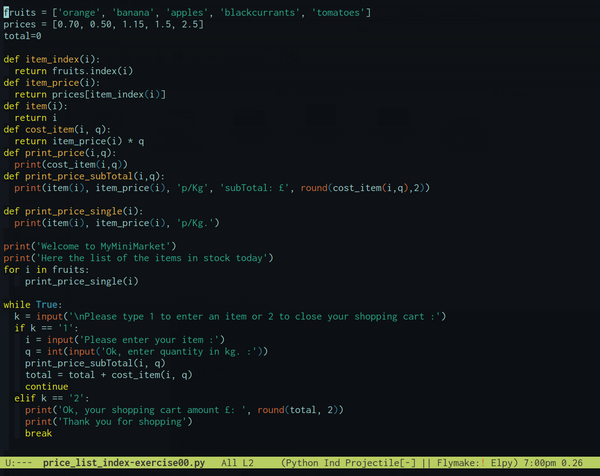 fruits = ['orange', 'banana', 'apples', 'blackcurrants', 'tomatoes']
prices = [0.70, 0.50, 1.15, 1.5, 2.5]
total=0

def item_index(i):
  return fruits.index(i)
def item_price(i):
  return prices[item_index(i)]
def item(i):
  return i
def cost_item(i, q):
  return item_price(i) * q
def print_price(i,q):
  print(cost_item(i,q))
def print_price_subTotal(i,q):
  print(item(i), item_price(i), 'p/Kg', 'subTotal: £', round(cost_item(i,q),2))

def print_price_single(i):
  print(item(i), item_price(i), 'p/Kg.')

print('Welcome to MyMiniMarket')
print('Here the list of the items in stock today')
for i in fruits:
    print_price_single(i)

while True:
  k = input('\nPlease type 1 to enter an item or 2 to close your shopping cart :')
  if k == '1':
    i = input('Please enter your item :')
    q = int(input('Ok, enter quantity in kg. :'))
    print_price_subTotal(i, q)
    total = total + cost_item(i, q)
    continue
  elif k == '2':
    print('Ok, your shopping cart amount £: ', round(total, 2))
    print('Thank you for shopping')
    break
U:--- price_list_index-exercise00.py All L2 (Python Ind Projectile[-] || Flymake:! Elpy) 7:00pm 0.26